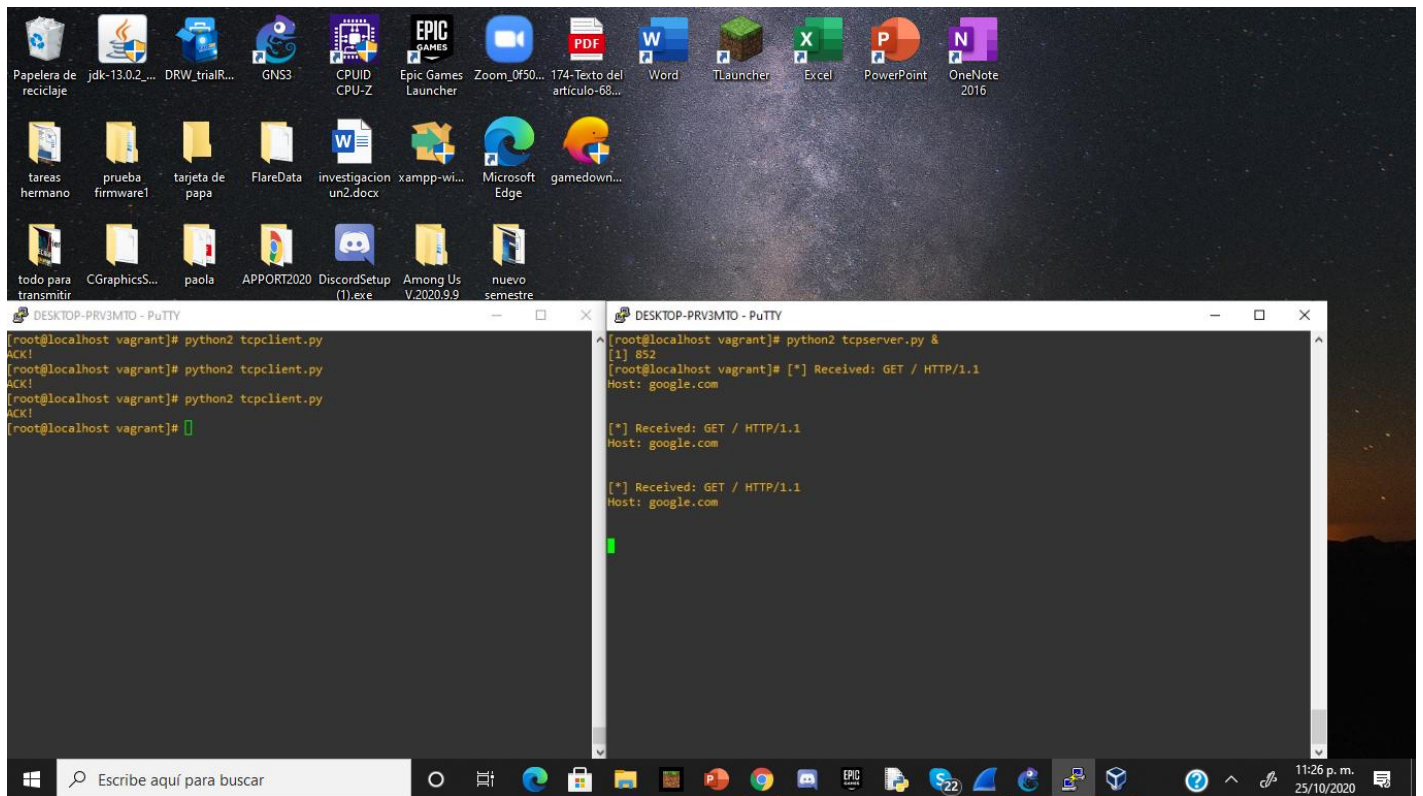 EPIC
GAMES
PDF
W
X
P
N
Papelera de reciclaje
jdk-13.0.2_...
DRW_trialR...
GNS3
CPUID CPU-Z
Epic Games Launcher
Zoom_0f50...
174-Texto del artículo-68...
Word
TLauncher
Excel
PowerPoint
OneNote 2016
W
tareas hermano
prueba firmware1
tarjeta de papa
FlareData
investigacion un2.docx
xampp-wi...
Microsoft Edge
gamedown...
todo para transmitir
CGraphicsS...
paola
APPORT2020
DiscordSetup (1).exe
Among Us V.2020.9.9
nuevo semestre
DESKTOP-PRV3MTO - PuTTY
[root@localhost vagrant]# python2 tcpclient.py
ACK!
[root@localhost vagrant]# python2 tcpclient.py
ACK!
[root@localhost vagrant]# python2 tcpclient.py
ACK!
[root@localhost vagrant]#
DESKTOP-PRV3MTO - PuTTY
[root@localhost vagrant]# python2 tcpserver.py &
[1] 852
[root@localhost vagrant]# [*] Received: GET / HTTP/1.1
Host: google.com
[*] Received: GET / HTTP/1.1
Host: google.com
[*] Received: GET / HTTP/1.1
Host: google.com
Escribe aquí para buscar
EPIC
22
11:26 p. m.
25/10/2020